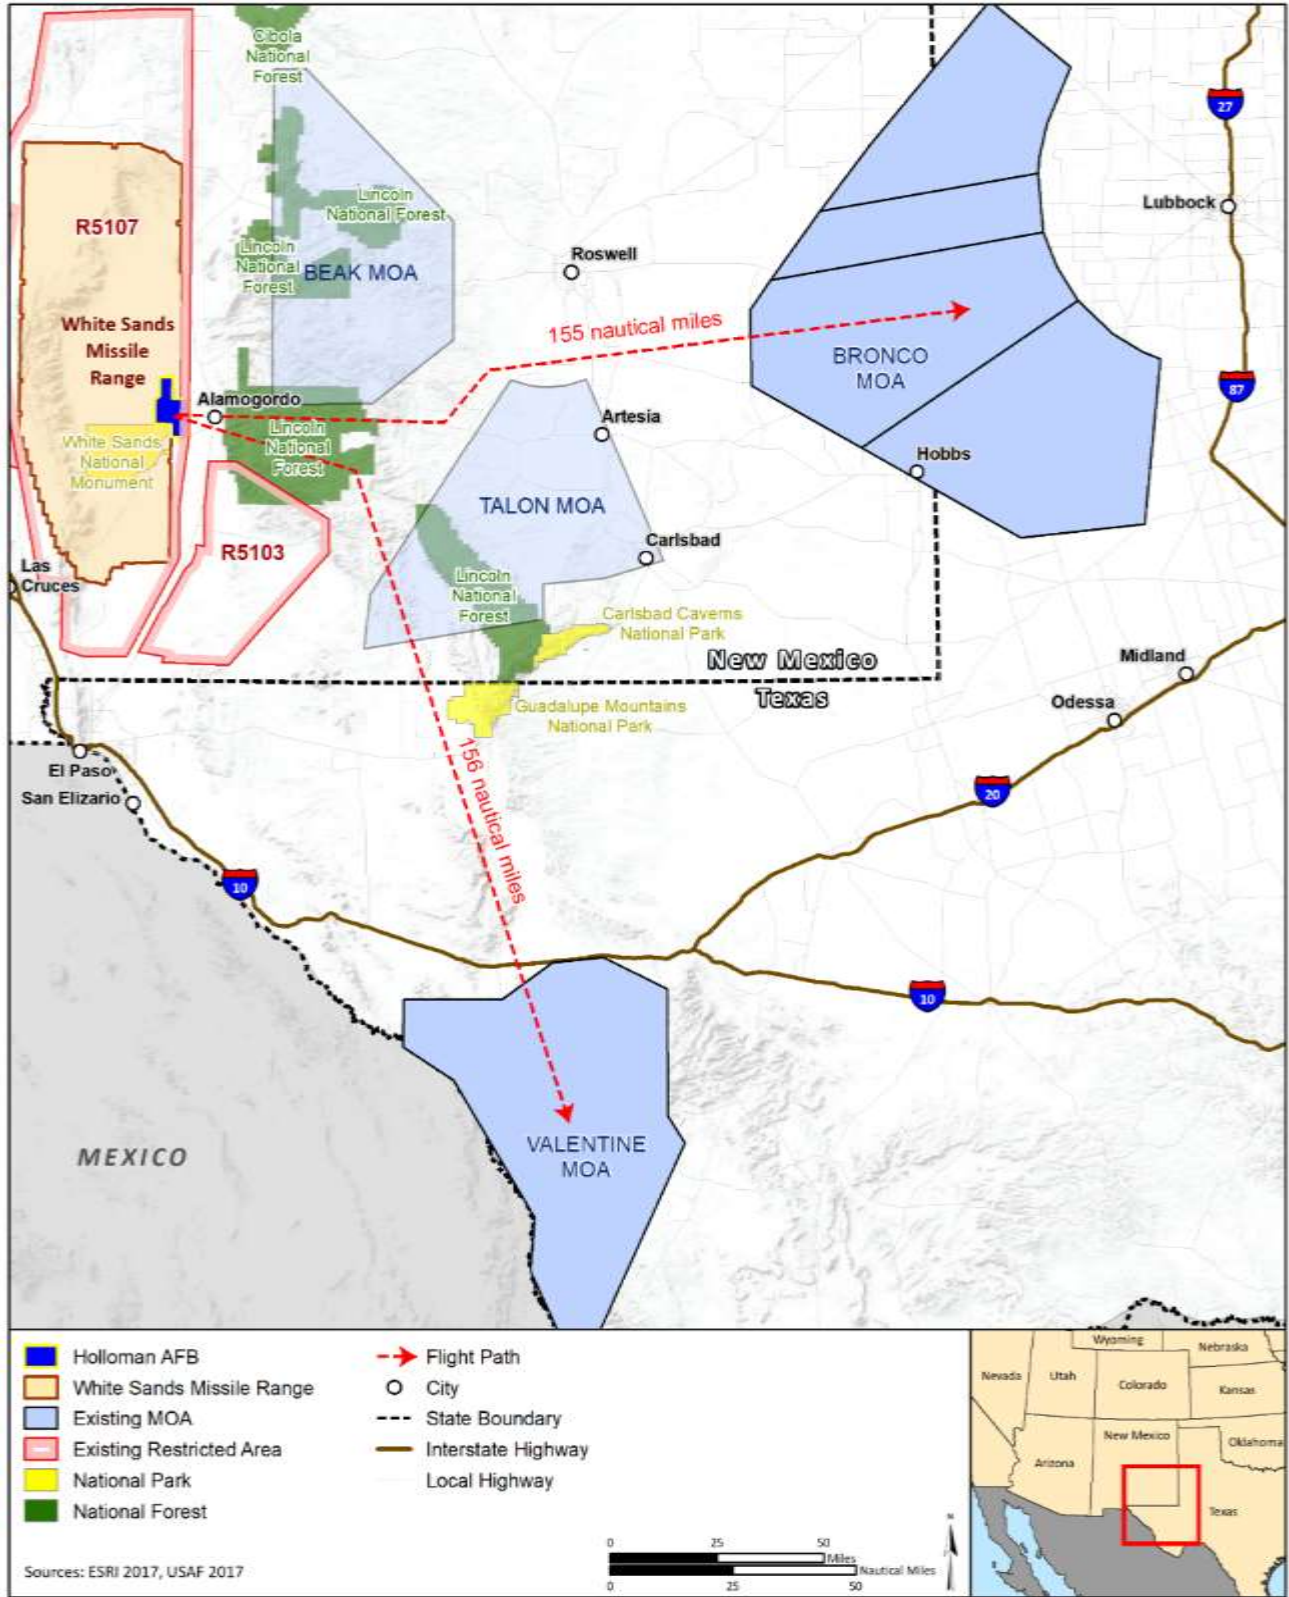 Cibola
National
Forest
27
R5107
Lincoln
National Forest
Lubbock
Lincoln
National
Forest
BEAK MOA
Roswell
White Sands
Missile
Range
155 nautical miles
BRONCO
MOA
87
Alamogordo
Lincoln
National
Forest
Artesia
White Sands
National
Monument
Hobbs
TALON MOA
R5103
Carlsbad
Las
Cruces
Lincoln
National
Forest
Carlsbad Caverns
National Park
New Mexico
Texas
Midland
Odessa
Guadalupe Mountains
National Park
156 nautical miles
El Paso
San Elizario
20
10
10
MEXICO
VALENTINE
MOA
Holloman AFB
White Sands Missile Range
Existing MOA
Existing Restricted Area
National Park
National Forest
Flight Path
City
State Boundary
Interstate Highway
Local Highway
Sources: ESRI 2017, USAF 2017
0 25 50
Miles
Nautical Miles
0 25 50
N
Wyoming
Nebraska
Nevada
Utah
Colorado
Kansas
New Mexico
Oklahoma
Arizona
Texas